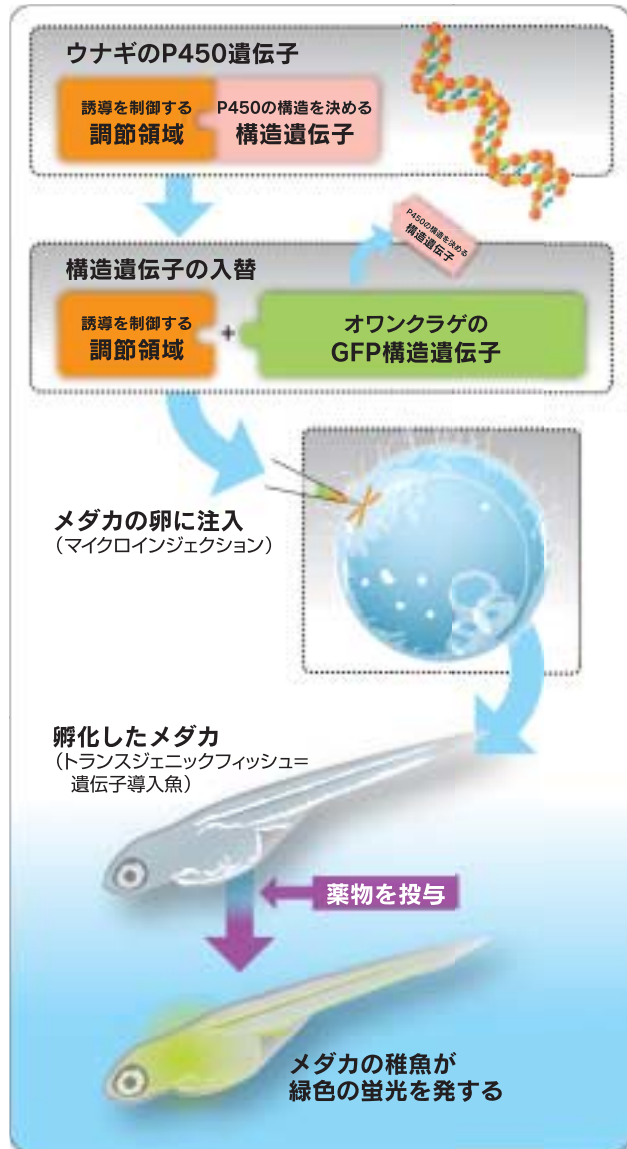 ウナギのP450遺伝子
誘導を制御する
調節領域
P450の構造を決める
構造遺伝子
P450の構造を決める
構造遺伝子
構造遺伝子の入替
誘導を制御する
調節領域
+
オワンクラゲの
GFP構造遺伝子
メダカの卵に注入
（マイクロインジェクション）
孵化したメダカ
（トランスジェニックフィッシュ＝
遺伝子導入魚）
薬物を投与
メダカの稚魚が
緑色の蛍光を発する